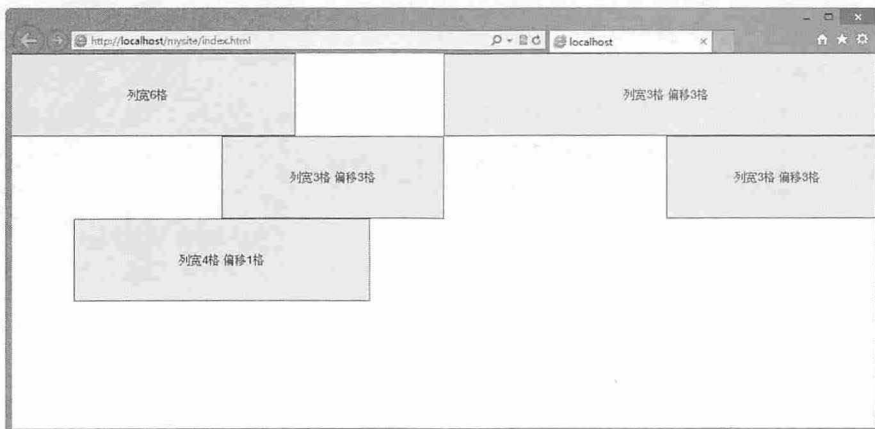 http://localhost/mysite/index.html
localhost
列宽6格
列宽3格 偏移3格
列宽3格 偏移3格
列宽3格 偏移3格
列宽4格 偏移1格